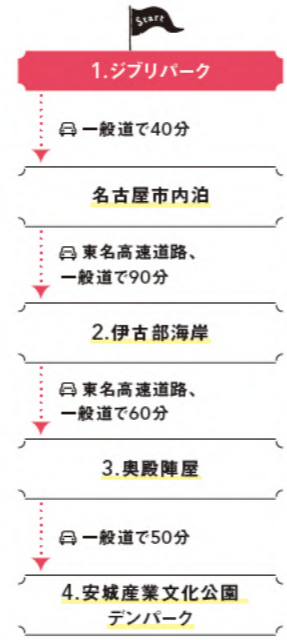 Start
1.ジブリパーク
一般道で40分
名古屋市内泊
東名高速道路、
一般道で90分
2.伊古部海岸
東名高速道路、
一般道で60分
3.奥殿陣屋
一般道で50分
4.安城産業文化公園
デンパーク